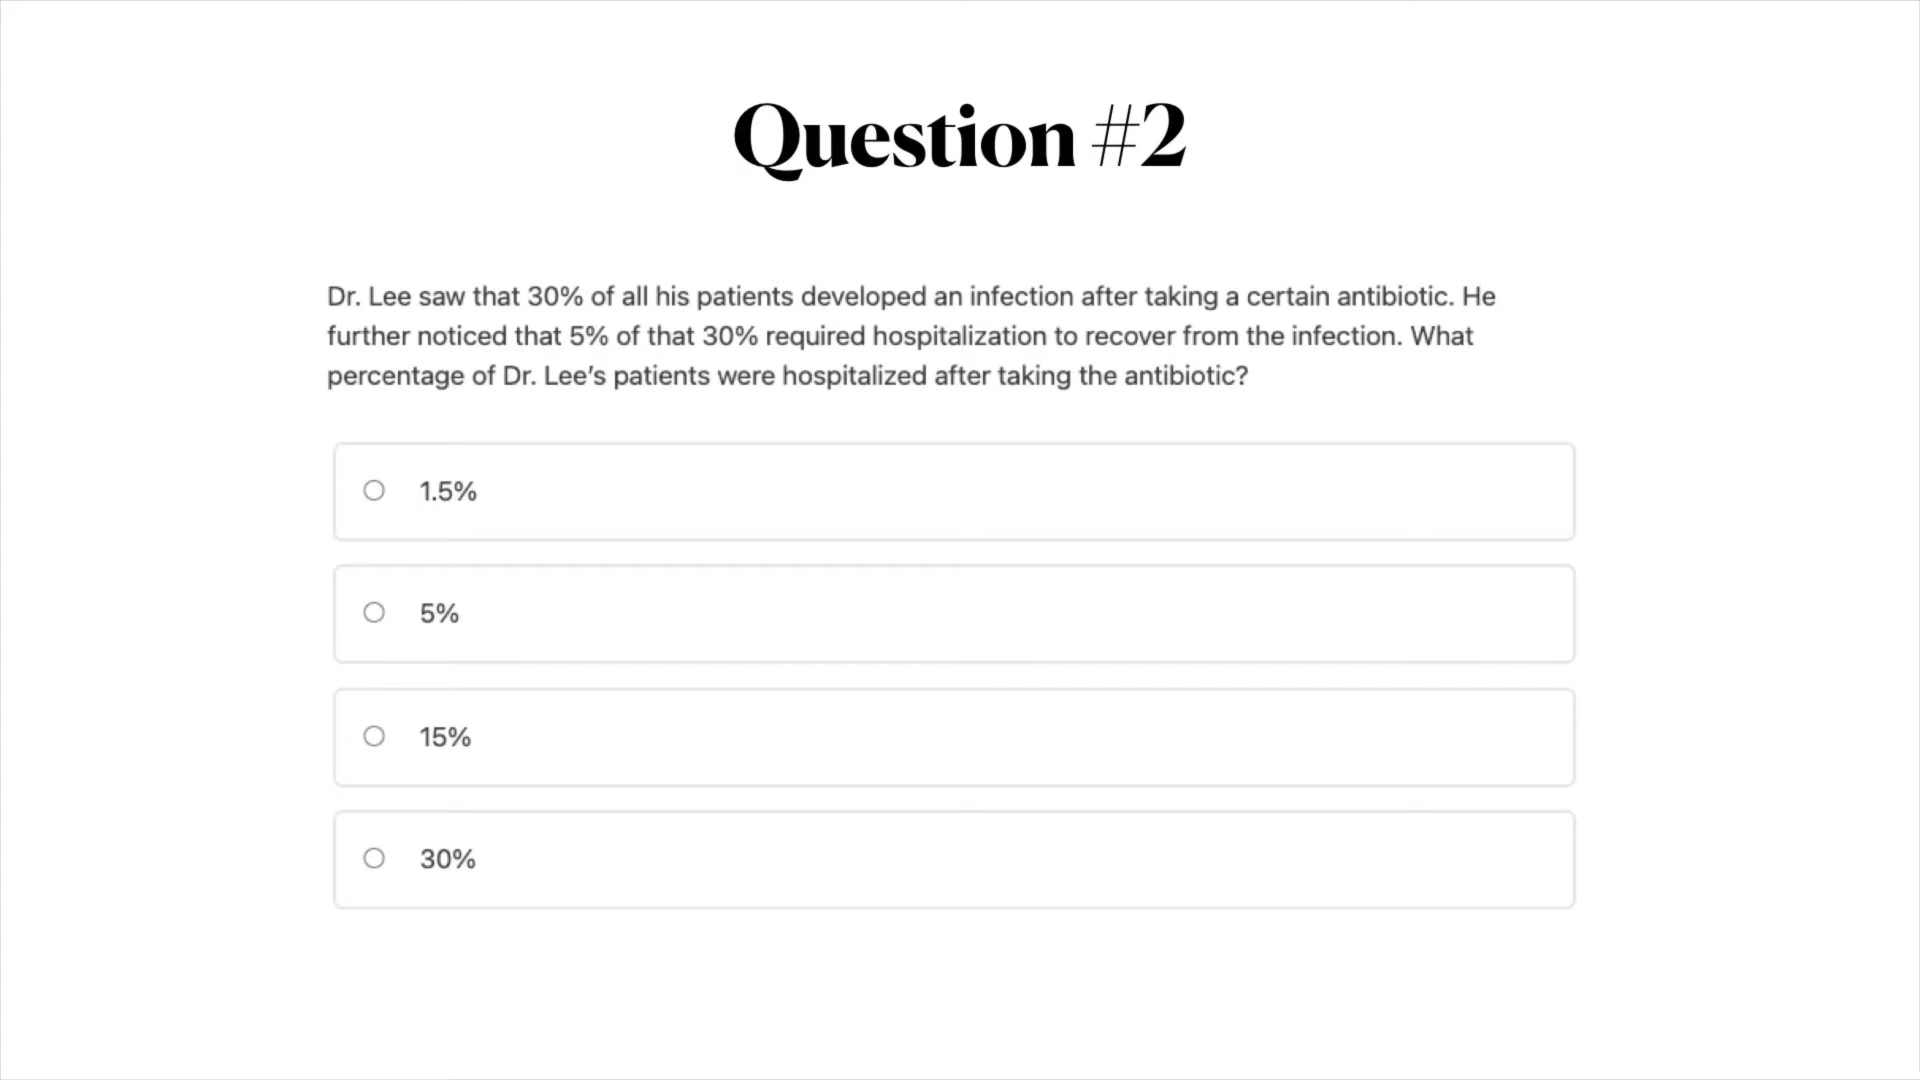 Question #2
Dr. Lee saw that 30% of all his patients developed an infection after taking a certain antibiotic. He
further noticed that 5% of that 30% required hospitalization to recover from the infection. What
percentage of Dr. Lee’s patients were hospitalized after taking the antibiotic?
1.5%
5%
15%
30%